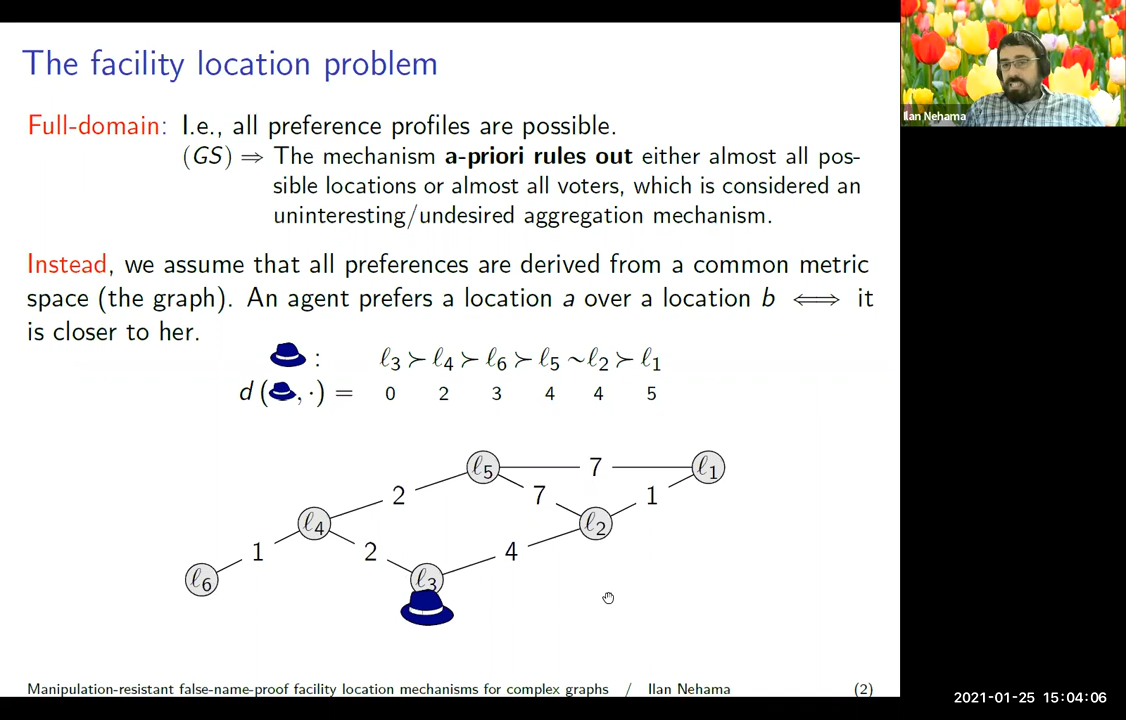 The facility location problem
Full-domain: I.e., all preference profiles are possible.
(GS) ⇒ The mechanism a-priori rules out either almost all pos-
sible locations or almost all voters, which is considered an
uninteresting/undesired aggregation mechanism.
Instead, we assume that all preferences are derived from a common metric
space (the graph). An agent prefers a location a over a location b ⟺ it
is closer to her.
: ℓ3 ≻ ℓ4 ≻ ℓ6 ≻ ℓ5 ~ ℓ2 ≻ ℓ1
d ( , ·) = 0 2 3 4 4 5
ℓ5 7 ℓ1
2 7 1
ℓ4 ℓ2
1 2 4
ℓ6 ℓ3
Manipulation-resistant false-name-proof facility location mechanisms for complex graphs / Ilan Nehama (2)
Ilan Nehama
2021-01-25 15:04:06